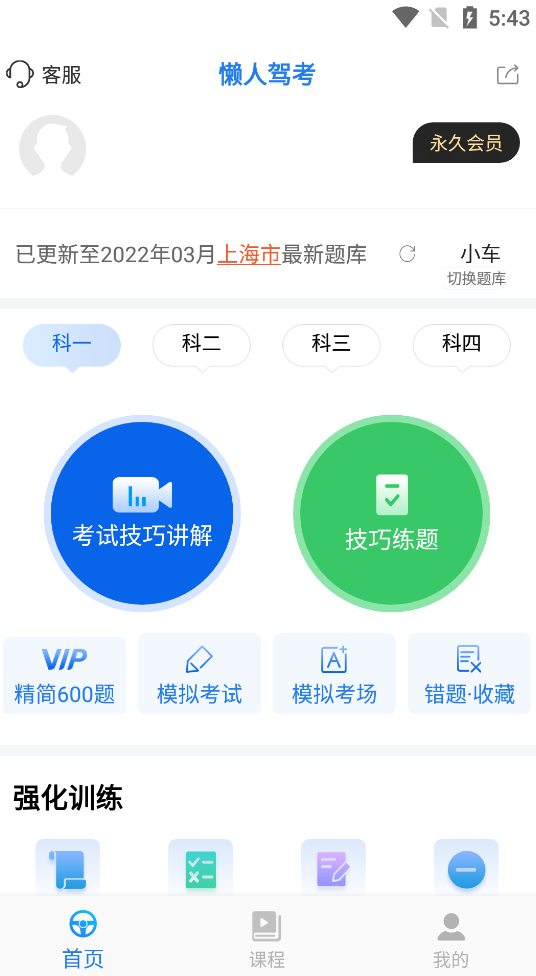 5:43
客服
懒人驾考
永久会员
已更新至2022年03月上海市最新题库
小车
切换题库
科一
科二
科三
科四
考试技巧讲解
技巧练题
VIP
精简600题
模拟考试
A
模拟考场
错题·收藏
强化训练
首页
课程
我的